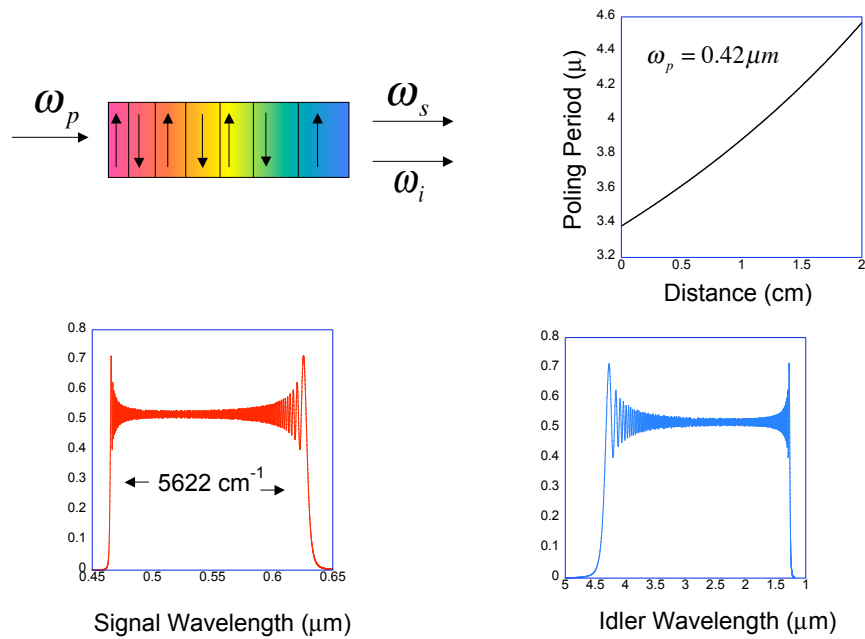 ωp
ωs
ωi
4.6
4.4
4.2
4
3.8
3.6
3.4
3.2
Poling Period (μ)
ωp = 0.42μm
0 0.5 1 1.5 2
Distance (cm)
0.8
0.7
0.6
0.5
0.4
0.3
0.2
0.1
0
5622 cm-1
0.45 0.5 0.55 0.6 0.65
Signal Wavelength (μm)
0.8
0.7
0.6
0.5
0.4
0.3
0.2
0.1
0
5 4.5 4 3.5 3 2.5 2 1.5 1
Idler Wavelength (μm)